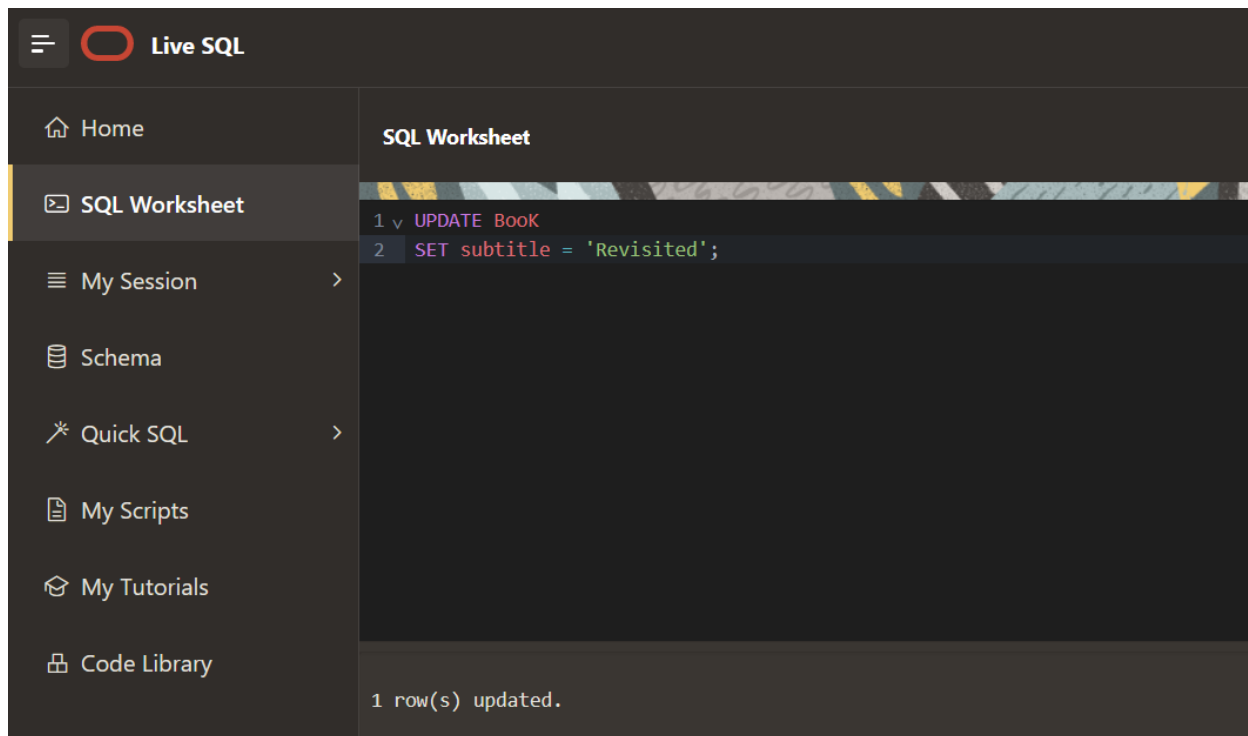 Live SQL
Home
SQL Worksheet
My Session
Schema
Quick SQL
My Scripts
My Tutorials
Code Library
SQL Worksheet
1 UPDATE BooK
2 SET subtitle = 'Revisited';
1 row(s) updated.